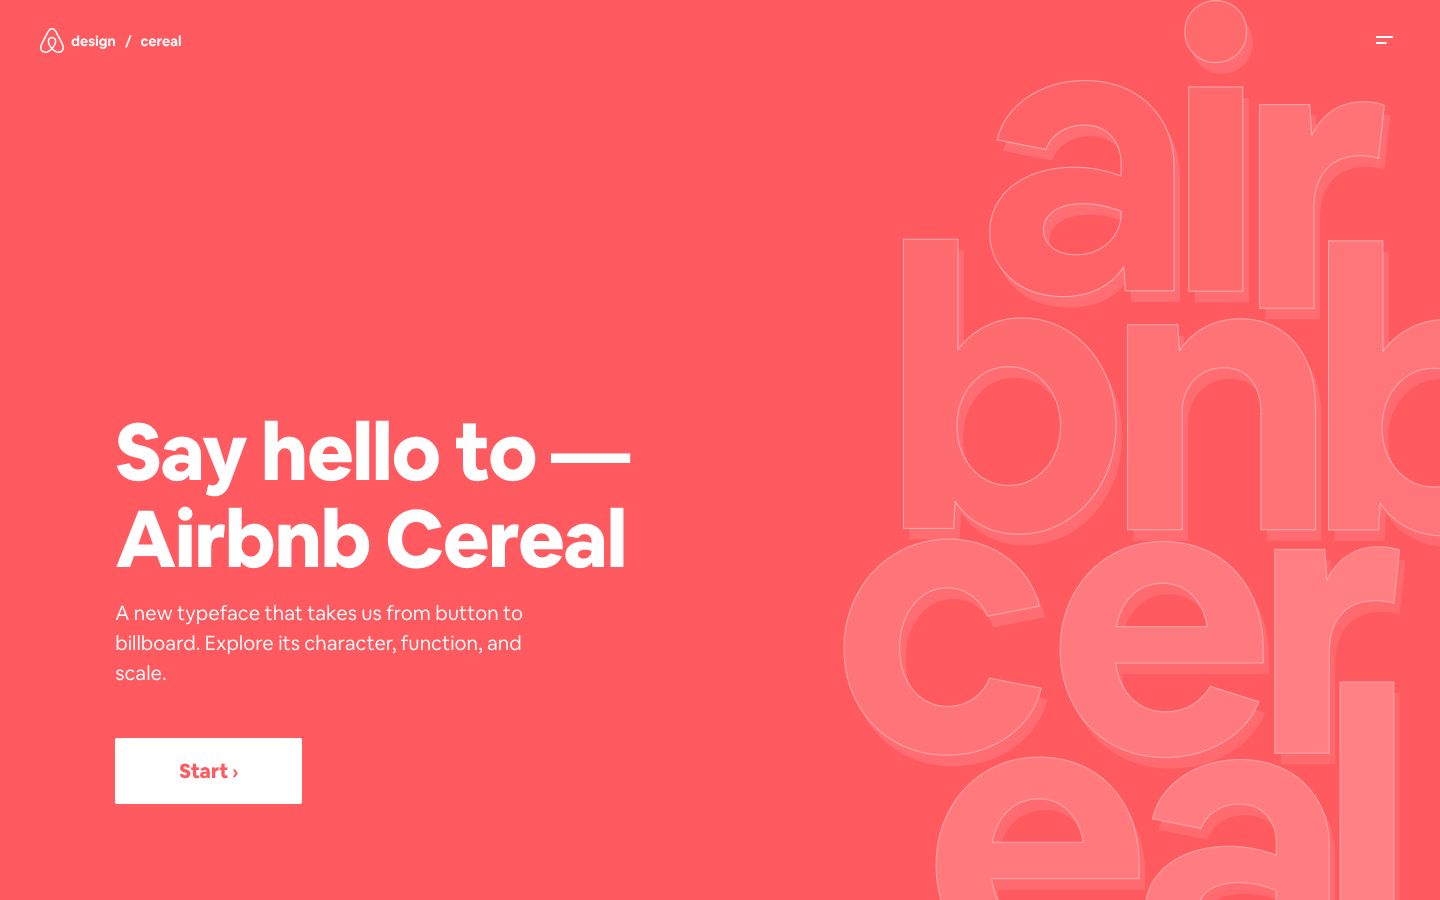 design / cereal
air
bnb
cer
eal
Say hello to —
Airbnb Cereal
A new typeface that takes us from button to
billboard. Explore its character, function, and
scale.
Start ›